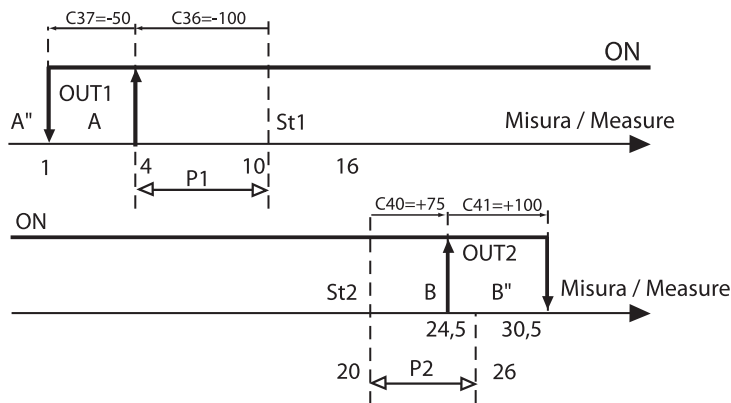 C37=-50 C36=-100
ON
OUT1
A" A St1 Misura / Measure
1 4 10 16
P1
C40=+75 C41=+100
ON
OUT2
St2 B B" Misura / Measure
24,5 30,5
20 P2 26